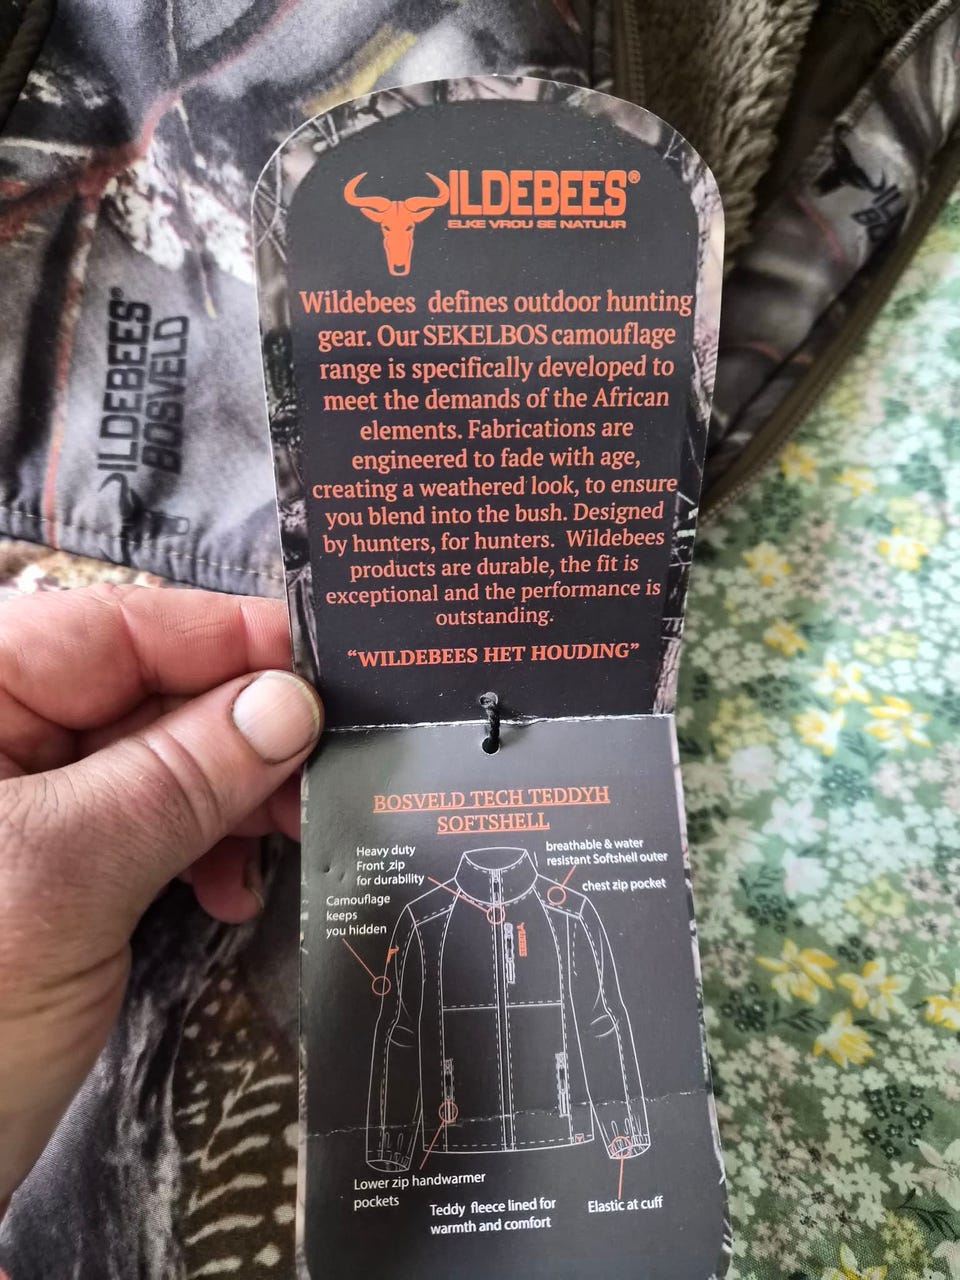 WILDEBEES®
ELKE VROU SE NATUUR
Wildebees defines outdoor hunting
gear. Our SEKELBOS camouflage
range is specifically developed to
meet the demands of the African
elements. Fabrications are
engineered to fade with age,
creating a weathered look, to ensure
you blend into the bush. Designed
by hunters, for hunters. Wildebees
products are durable, the fit is
exceptional and the performance is
outstanding.
“WILDEBEES HET HOUDING”
BOSVELD TECH TEDDYH
SOFTSHELL
Heavy duty
Front zip
for durability
breathable & water
resistant Softshell outer
chest zip pocket
Camouflage
keeps
you hidden
Lower zip handwarmer
pockets
Teddy fleece lined for
warmth and comfort
Elastic at cuff
WILDEBEES®
BOSVELD